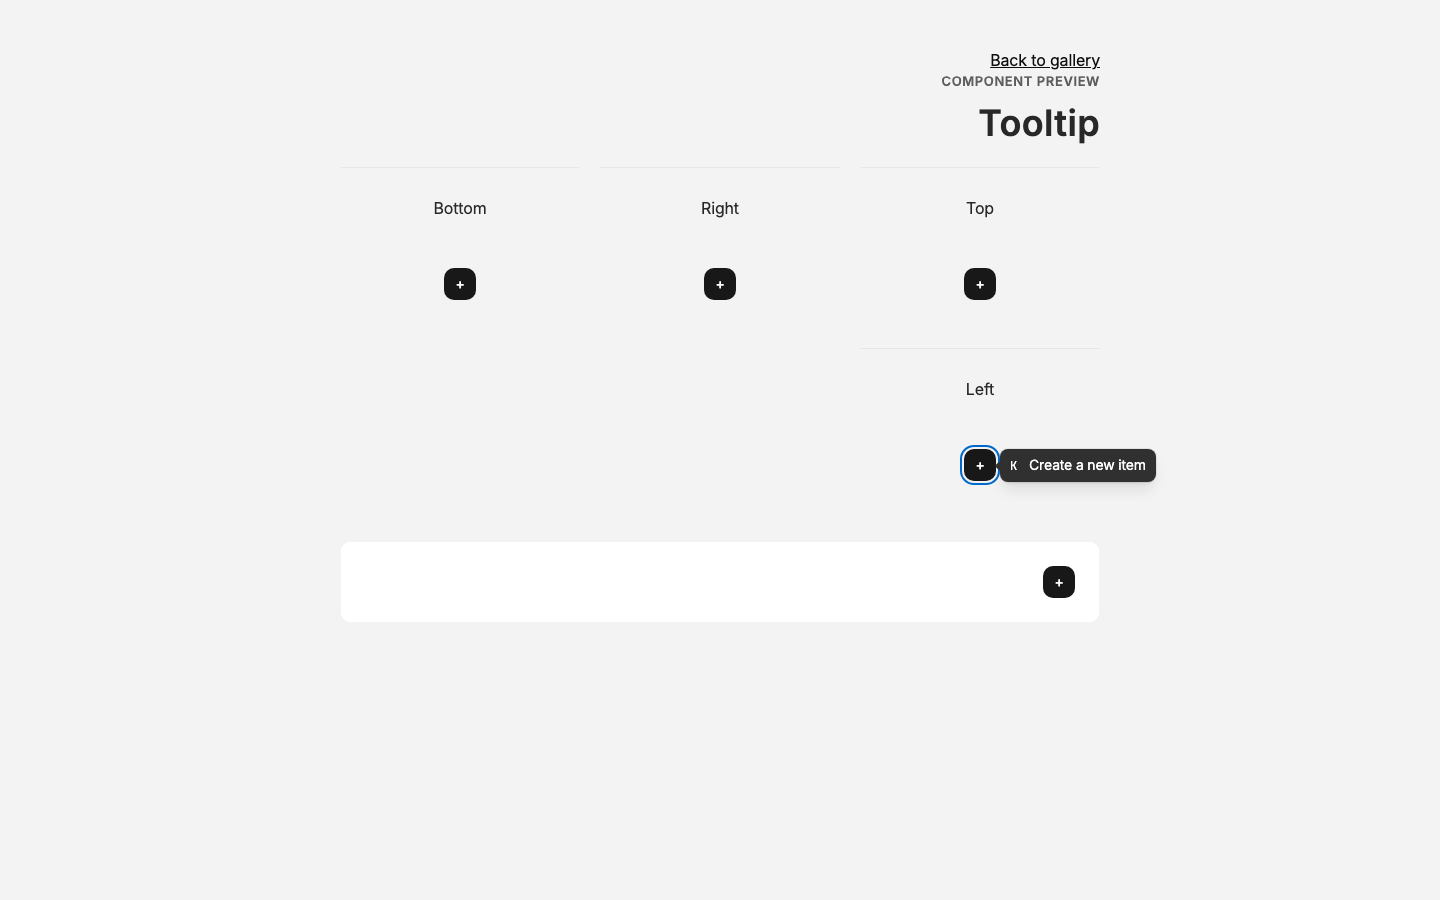 Back to gallery
COMPONENT PREVIEW
Tooltip
Top
Right
Bottom
+
+
+
Left
+
K Create a new item
+